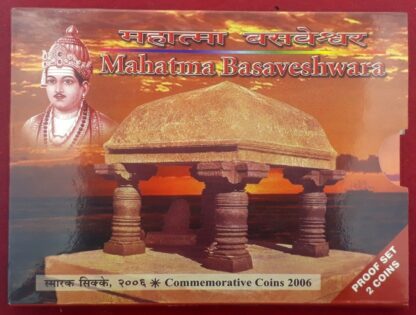 महात्मा बसवेश्वर
Mahatma Basaveshwara
स्मारक सिक्के, २००६ ✳ Commemorative Coins 2006
PROOF SET
2 COINS